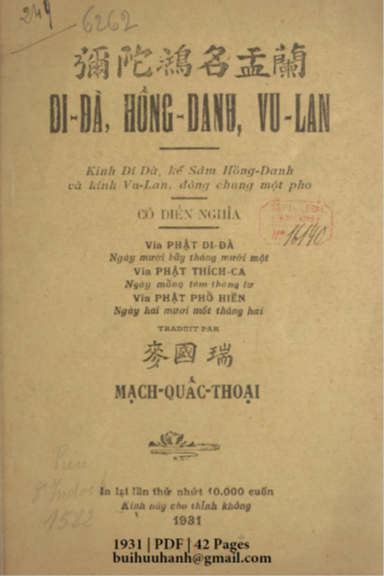 249
6262
彌陀鴻名盂蘭
DI-ĐÀ, HỒNG-DANH, VU-LAN
Kinh Di Đà, kế Sám Hồng-Danh
và kinh Vu-Lan, đóng chung một pho
CÓ DIỄN NGHĨA
16140
Vía PHẬT DI-ĐÀ
Ngày mười bảy tháng mười một
Vía PHẬT THÍCH-CA
Ngày mồng tám tháng tư
Vía PHẬT PHỔ HIỀN
Ngày hai mươi mốt tháng hai
TRADUIT PAR
麥國瑞
MẠCH-QUẤC-THOẠI
In lại lần thứ nhứt 10.000 cuốn
Kinh nầy cho thỉnh không
1931
1582
1931 | PDF | 42 Pages
buihuuhanh@gmail.com